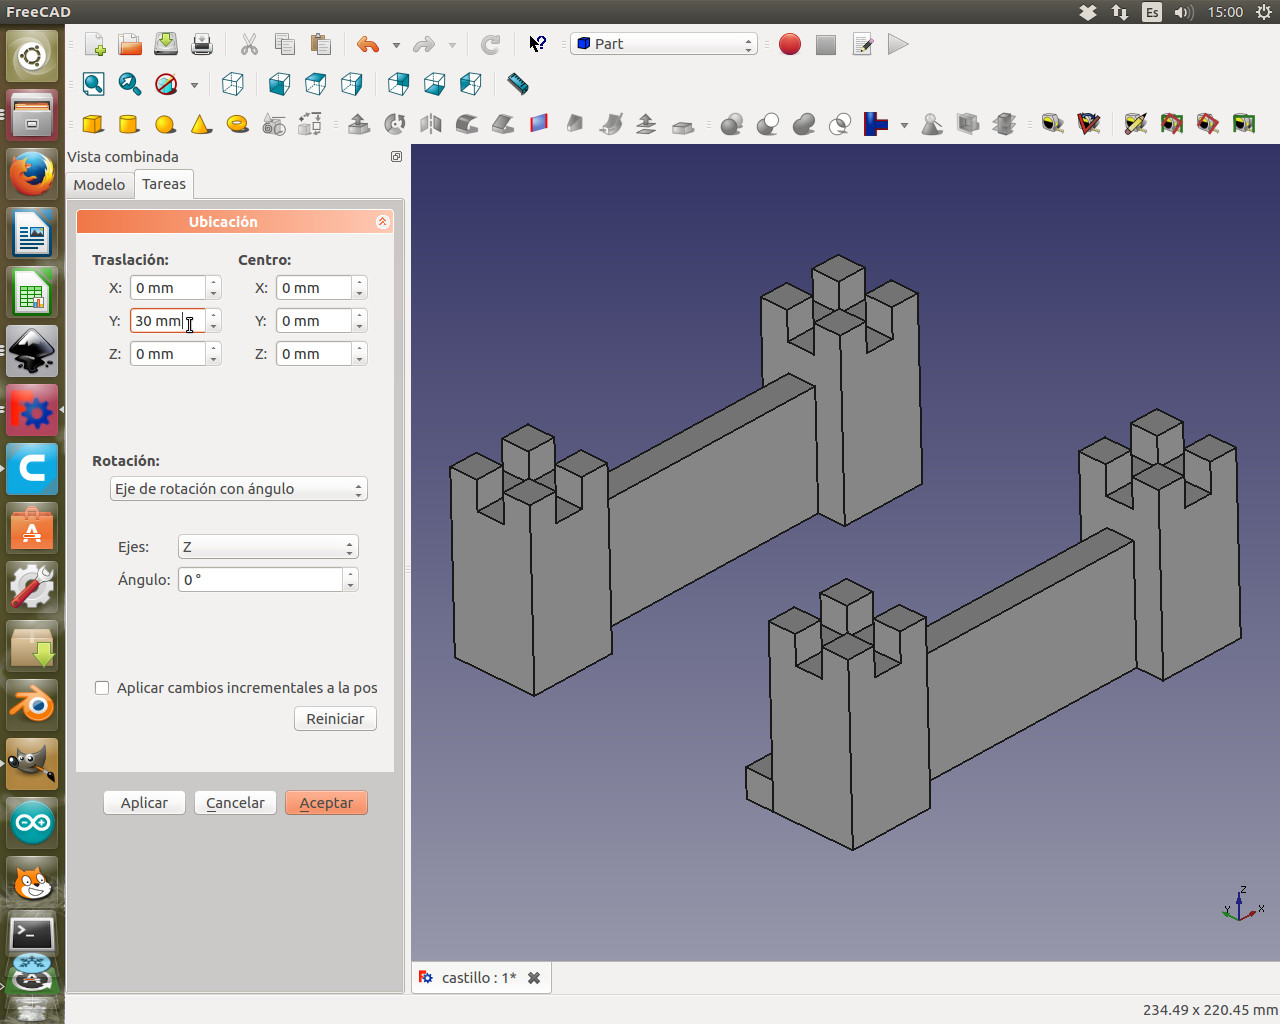 FreeCAD
Es
15:00
Part
Vista combinada
Modelo
Tareas
Ubicación
Traslación:
Centro:
X:
0 mm
X:
0 mm
Y:
30 mm
Y:
0 mm
Z:
0 mm
Z:
0 mm
Rotación:
Eje de rotación con ángulo
Ejes:
Z
Ángulo:
0 °
Aplicar cambios incrementales a la pos
Reiniciar
Aplicar
Cancelar
Aceptar
Z
Y
X
castillo : 1*
234.49 x 220.45 mm